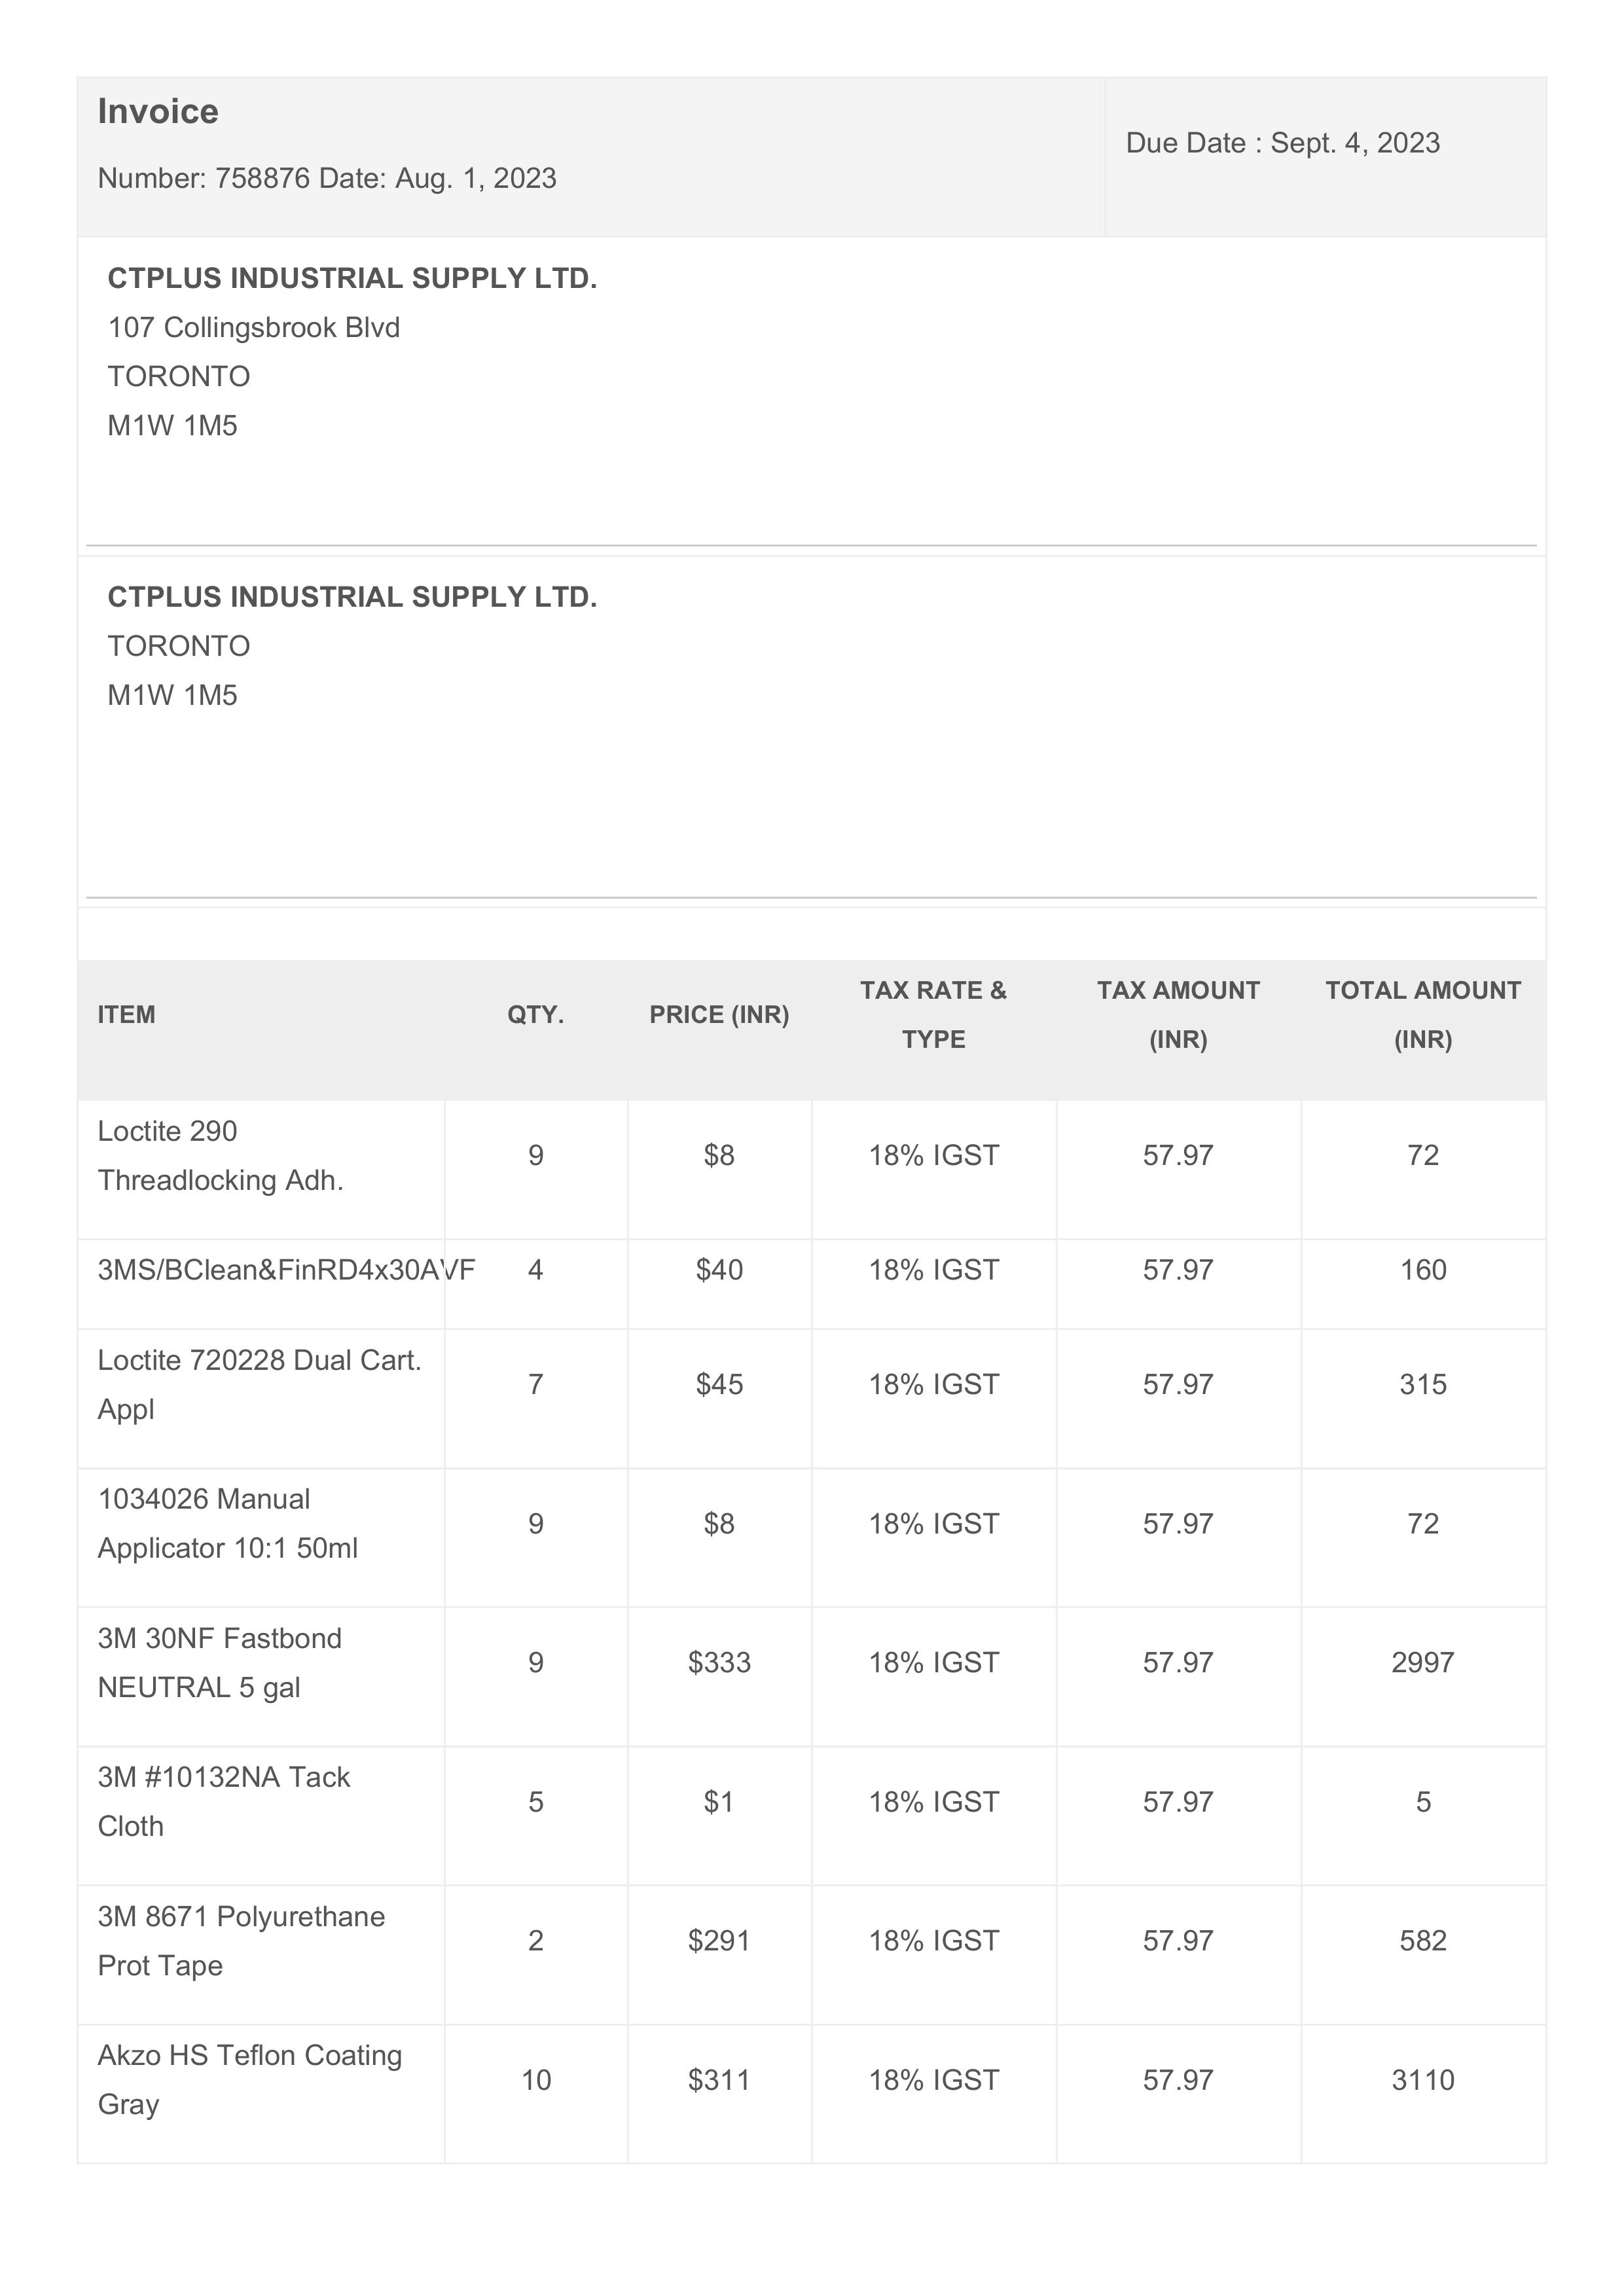 Invoice
Number: 758876 Date: Aug. 1, 2023
Due Date : Sept. 4, 2023
CTPLUS INDUSTRIAL SUPPLY LTD.
107 Collingsbrook Blvd
TORONTO
M1W 1M5
CTPLUS INDUSTRIAL SUPPLY LTD.
TORONTO
M1W 1M5
ITEM QTY. PRICE (INR) TAX RATE & TYPE TAX AMOUNT (INR) TOTAL AMOUNT (INR)
Loctite 290
Threadlocking Adh. 9 $8 18% IGST 57.97 72
3MS/BClean&FinRD4x30AVF 4 $40 18% IGST 57.97 160
Loctite 720228 Dual Cart.
Appl 7 $45 18% IGST 57.97 315
1034026 Manual
Applicator 10:1 50ml 9 $8 18% IGST 57.97 72
3M 30NF Fastbond
NEUTRAL 5 gal 9 $333 18% IGST 57.97 2997
3M #10132NA Tack
Cloth 5 $1 18% IGST 57.97 5
3M 8671 Polyurethane
Prot Tape 2 $291 18% IGST 57.97 582
Akzo HS Teflon Coating
Gray 10 $311 18% IGST 57.97 3110